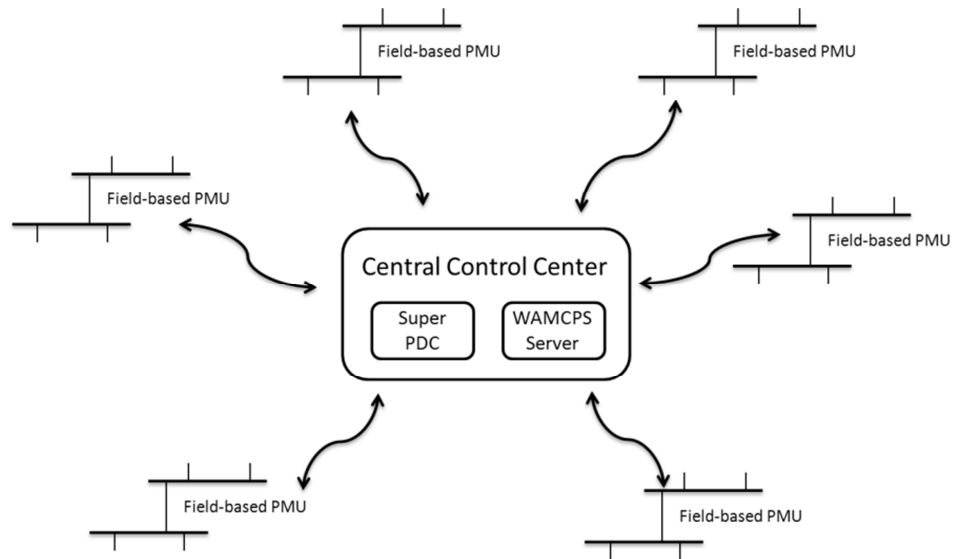 Field-based PMU
Field-based PMU
Field-based PMU
Field-based PMU
Central Control Center
Super
PDC
WAMCPS
Server
Field-based PMU
Field-based PMU